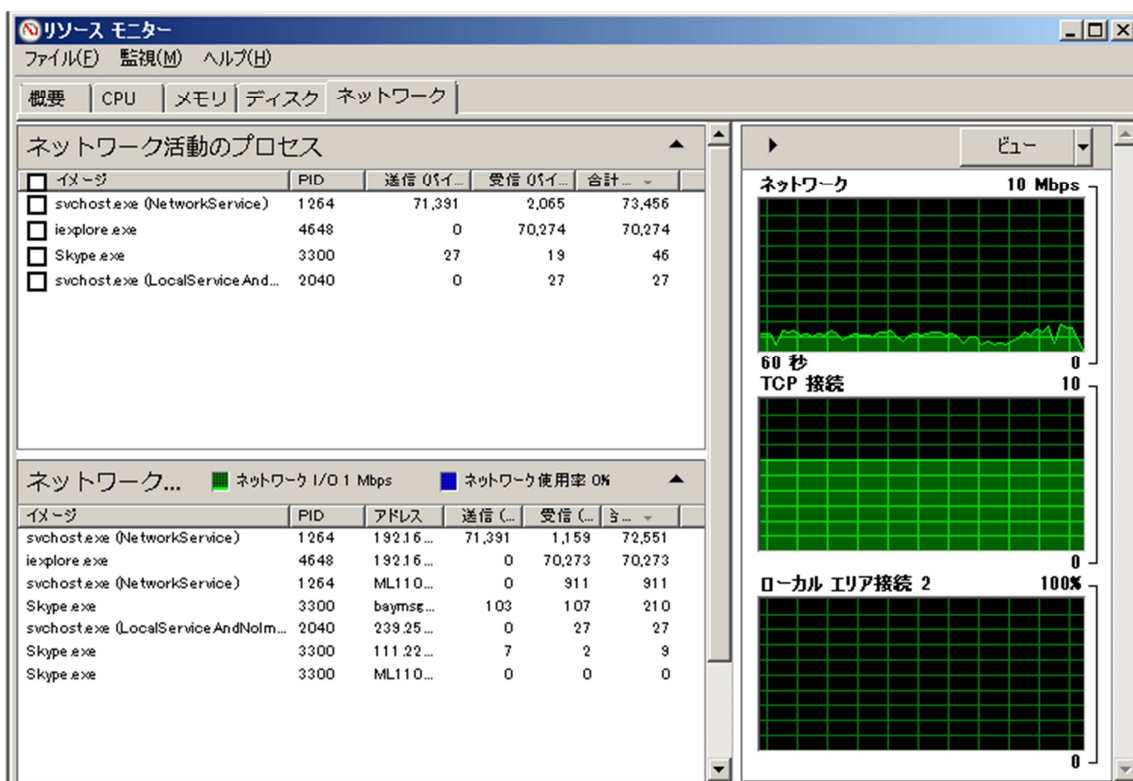 リソース モニター
ファイル(F) 監視(M) ヘルプ(H)
概要 CPU メモリ ディスク ネットワーク
ネットワーク活動のプロセス
イメージ PID 送信 (バイ... 受信 (バイ... 合計...
svchost.exe (NetworkService) 1264 71,391 2,065 73,456
iexplore.exe 4648 0 70,274 70,274
Skype.exe 3300 27 19 46
svchost.exe (LocalServiceAnd... 2040 0 27 27
ネットワーク... ネットワーク I/O 1 Mbps ネットワーク使用率 0%
イメージ PID アドレス 送信 (... 受信 (... 合...
svchost.exe (NetworkService) 1264 192.16... 71,391 1,159 72,551
iexplore.exe 4648 192.16... 0 70,273 70,273
svchost.exe (NetworkService) 1264 ML110... 0 911 911
Skype.exe 3300 baymsg... 103 107 210
svchost.exe (LocalServiceAndNoIm... 2040 239.25... 0 27 27
Skype.exe 3300 111.22... 7 2 9
Skype.exe 3300 ML110... 0 0 0
ビュー
ネットワーク 10 Mbps
60 秒 0
TCP 接続 10
0
ローカル エリア接続 2 100%
0